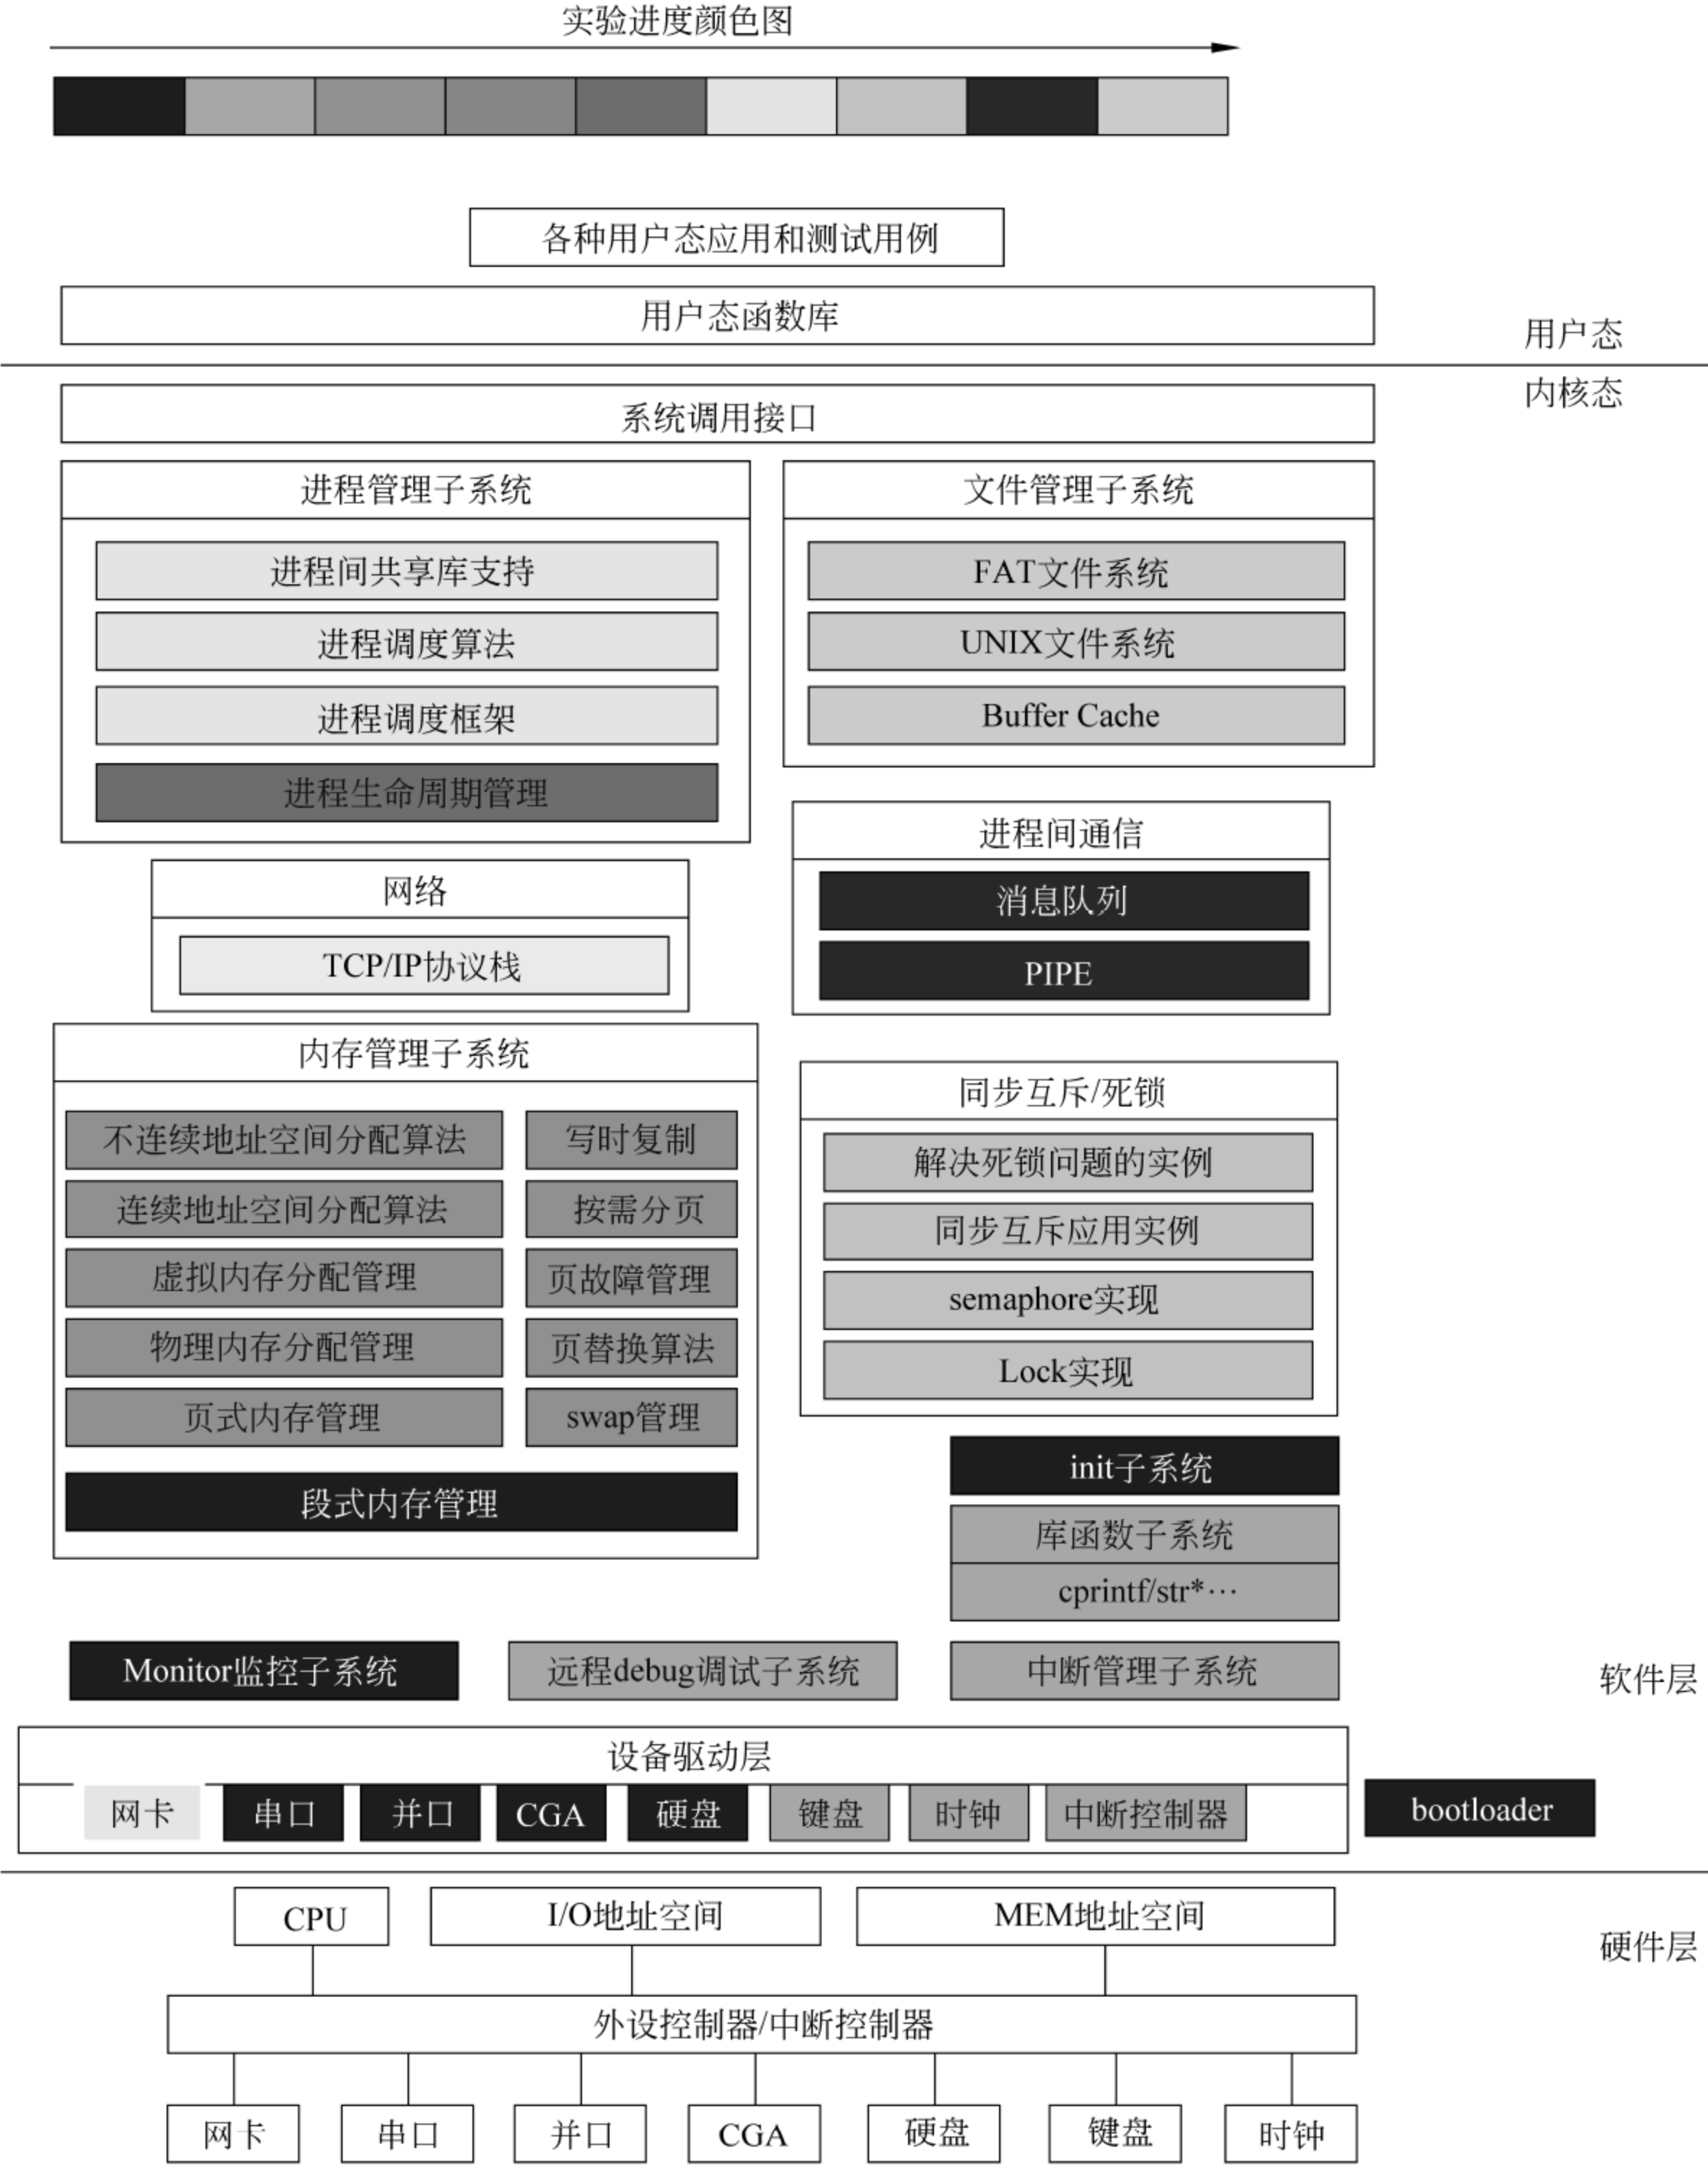 实验进度颜色图
各种用户态应用和测试用例
用户态函数库
用户态
内核态
系统调用接口
进程管理子系统
进程间共享库支持
进程调度算法
进程调度框架
进程生命周期管理
文件管理子系统
FAT文件系统
UNIX文件系统
Buffer Cache
进程间通信
消息队列
PIPE
网络
TCP/IP协议栈
内存管理子系统
不连续地址空间分配算法
写时复制
连续地址空间分配算法
按需分页
虚拟内存分配管理
页故障管理
物理内存分配管理
页替换算法
页式内存管理
swap管理
段式内存管理
同步互斥/死锁
解决死锁问题的实例
同步互斥应用实例
semaphore实现
Lock实现
init子系统
库函数子系统
cprintf/str*…
Monitor监控子系统
远程debug调试子系统
中断管理子系统
软件层
设备驱动层
网卡
串口
并口
CGA
硬盘
键盘
时钟
中断控制器
bootloader
CPU
I/O地址空间
MEM地址空间
硬件层
外设控制器/中断控制器
网卡
串口
并口
CGA
硬盘
键盘
时钟